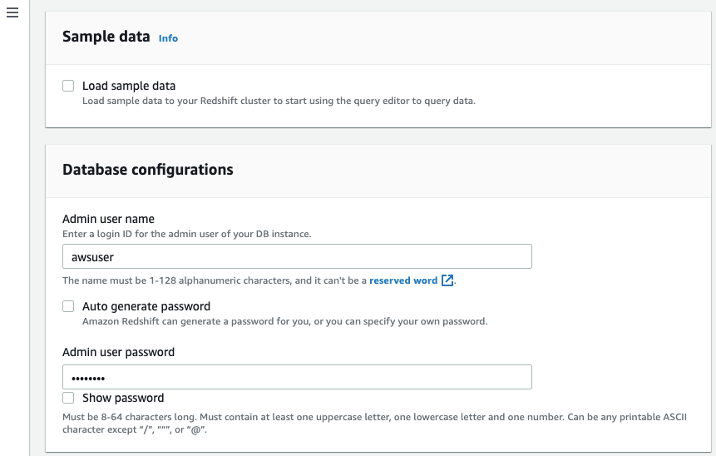 Sample data Info
Load sample data
Load sample data to your Redshift cluster to start using the query editor to query data.
Database configurations
Admin user name
Enter a login ID for the admin user of your DB instance.
awsuser
The name must be 1-128 alphanumeric characters, and it can't be a reserved word.
Auto generate password
Amazon Redshift can generate a password for you, or you can specify your own password.
Admin user password
••••••••
Show password
Must be 8-64 characters long. Must contain at least one uppercase letter, one lowercase letter and one number. Can be any printable ASCII
character except "/", """, or "@".